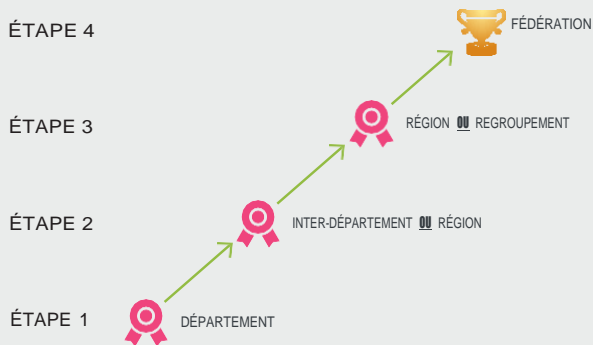 ÉTAPE 4 FÉDÉRATION
ÉTAPE 3 RÉGION OU REGROUPEMENT
ÉTAPE 2 INTER-DÉPARTEMENT OU RÉGION
ÉTAPE 1 DÉPARTEMENT